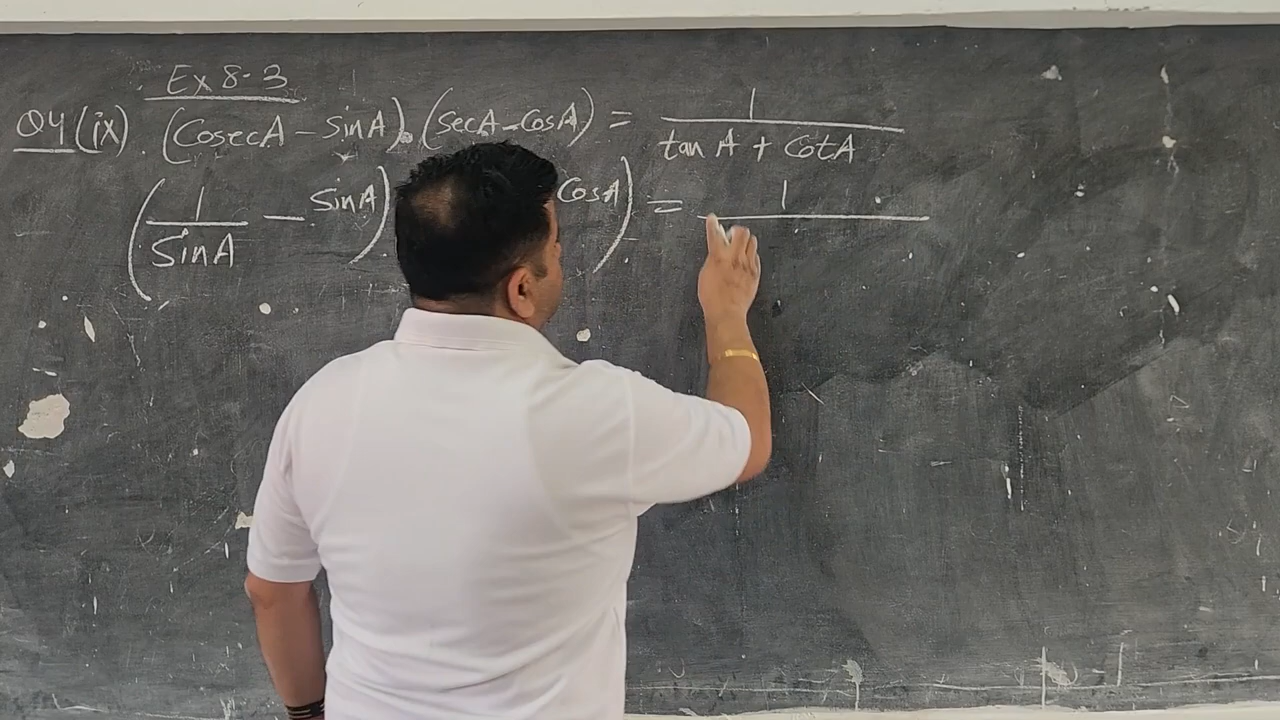 Ex 8.3
Q4 (ix) . (CosecA - SinA) . (secA - CosA) = 1 / tan A + CotA
(1 / SinA - SinA) CosA) = 1